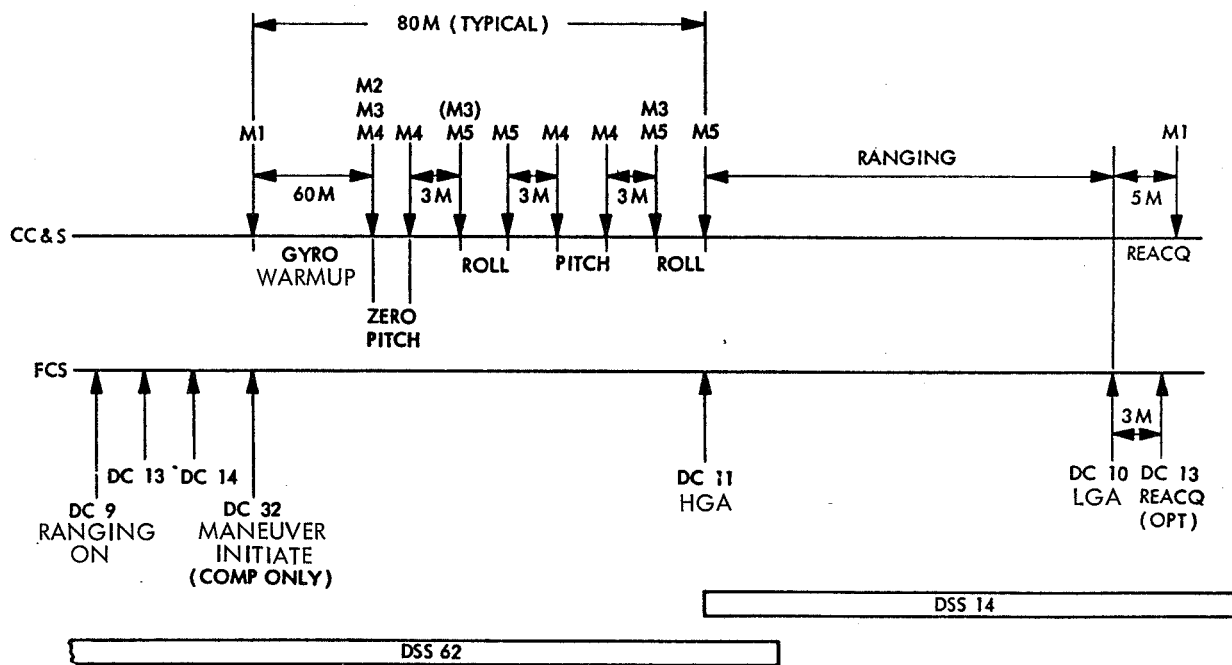 80M (TYPICAL)
M2
M3 (M3) M3
M1 M4 M4 M5 M5 M4 M4 M5 M5 M1
RANGING
60M 3M 3M 3M 5M
CC&S
GYRO WARMUP
ROLL PITCH ROLL
REACQ
ZERO PITCH
FCS
3M
DC 13 DC 14
DC 9
RANGING
ON
DC 32
MANEUVER
INITIATE
(COMP ONLY)
DC 11
HGA
DC 10
LGA
DC 13
REACQ
(OPT)
DSS 14
DSS 62